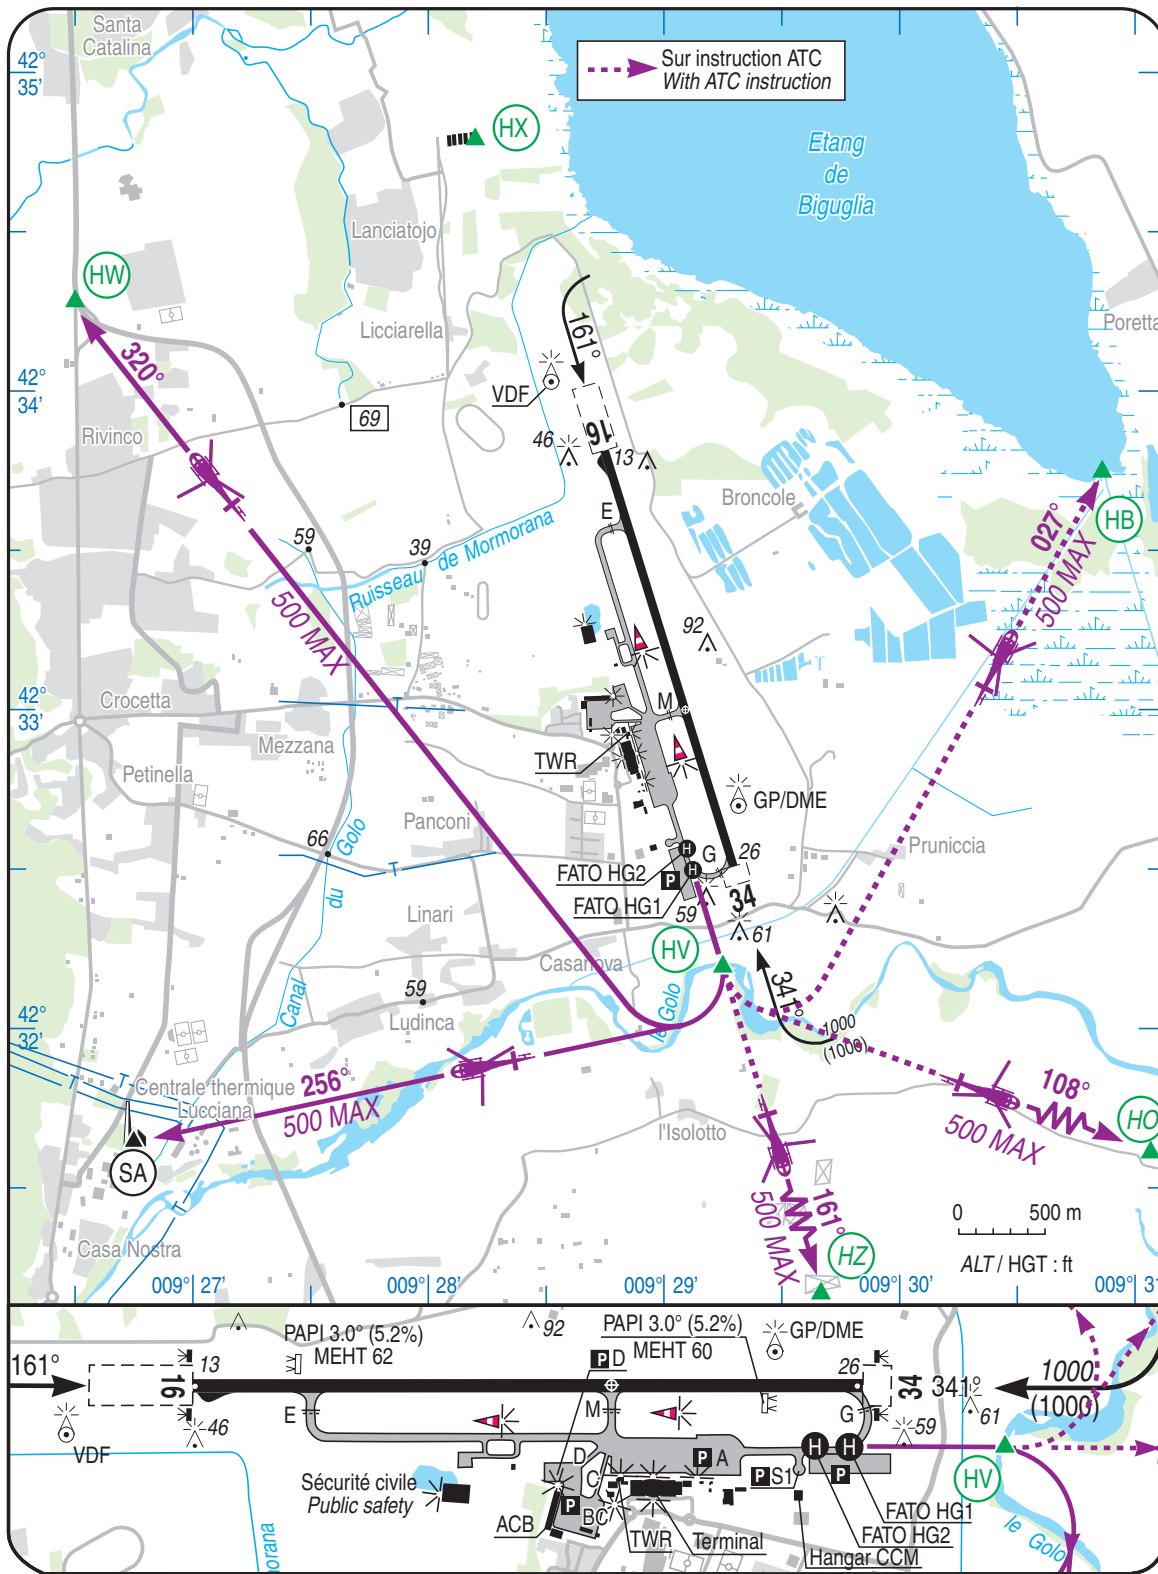 Santa
Catalina
42°
35'
Sur instruction ATC
With ATC instruction
HX
Etang
de
Biguglia
Lanciatojo
HW
Licciarella
161°
Poretta
320°
VDF
42°
34'
69
Rivinco
46
16
13
Broncole
E
HB
027°
500 MAX
59
39
Ruisseau de Mormorana
500 MAX
92
42°
33'
Crocetta
M
Mezzana
TWR
Petinella
GP/DME
Panconi
66
Golo
du
Canal
Pruniccia
G
26
FATO HG2
P
H
H
FATO HG1
34
59
61
Linari
HV
Casanova
59
Ludinca
le Golo
341°
1000
(1000)
42°
32'
Centrale thermique
Lucciana
256°
500 MAX
108°
500 MAX
HO
l'Isolotto
SA
161°
500 MAX
0 500 m
HZ
ALT / HGT : ft
Casa Nostra
009° 27'
009° 28'
009° 29'
009° 30'
009° 31'
PAPI 3.0° (5.2%)
MEHT 62
92
PAPI 3.0° (5.2%)
MEHT 60
GP/DME
P D
161°
13
16
26
34
341°
1000
(1000)
E
M
G
46
59
61
VDF
D
C
P A
H
H
HV
Sécurité civile
Public safety
P S1
P
P
BC
ACB
TWR
Terminal
FATO HG1
FATO HG2
Hangar CCM
le Golo
morana